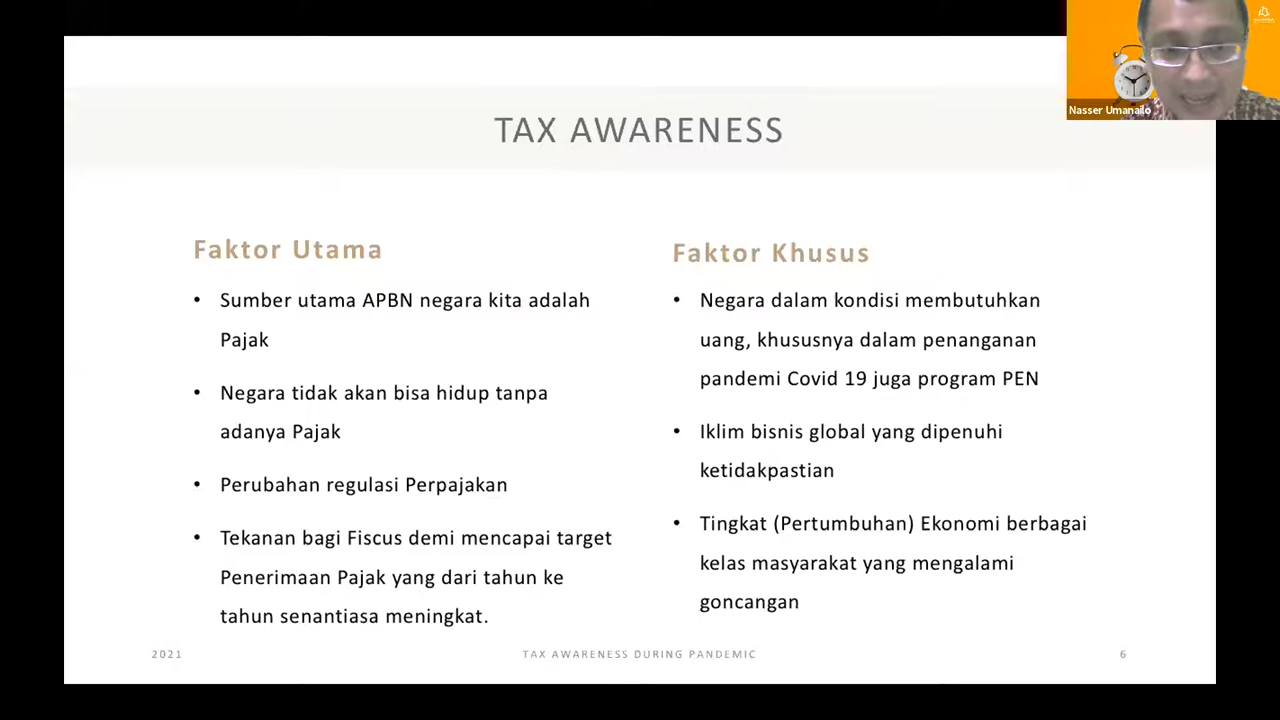 Nasser Umanailo
TAX AWARENESS
Faktor Utama
• Sumber utama APBN negara kita adalah
Pajak
• Negara tidak akan bisa hidup tanpa
adanya Pajak
• Perubahan regulasi Perpajakan
• Tekanan bagi Fiscus demi mencapai target
Penerimaan Pajak yang dari tahun ke
tahun senantiasa meningkat.
Faktor Khusus
• Negara dalam kondisi membutuhkan
uang, khususnya dalam penanganan
pandemi Covid 19 juga program PEN
• Iklim bisnis global yang dipenuhi
ketidakpastian
• Tingkat (Pertumbuhan) Ekonomi berbagai
kelas masyarakat yang mengalami
goncangan
2021
TAX AWARENESS DURING PANDEMIC
6